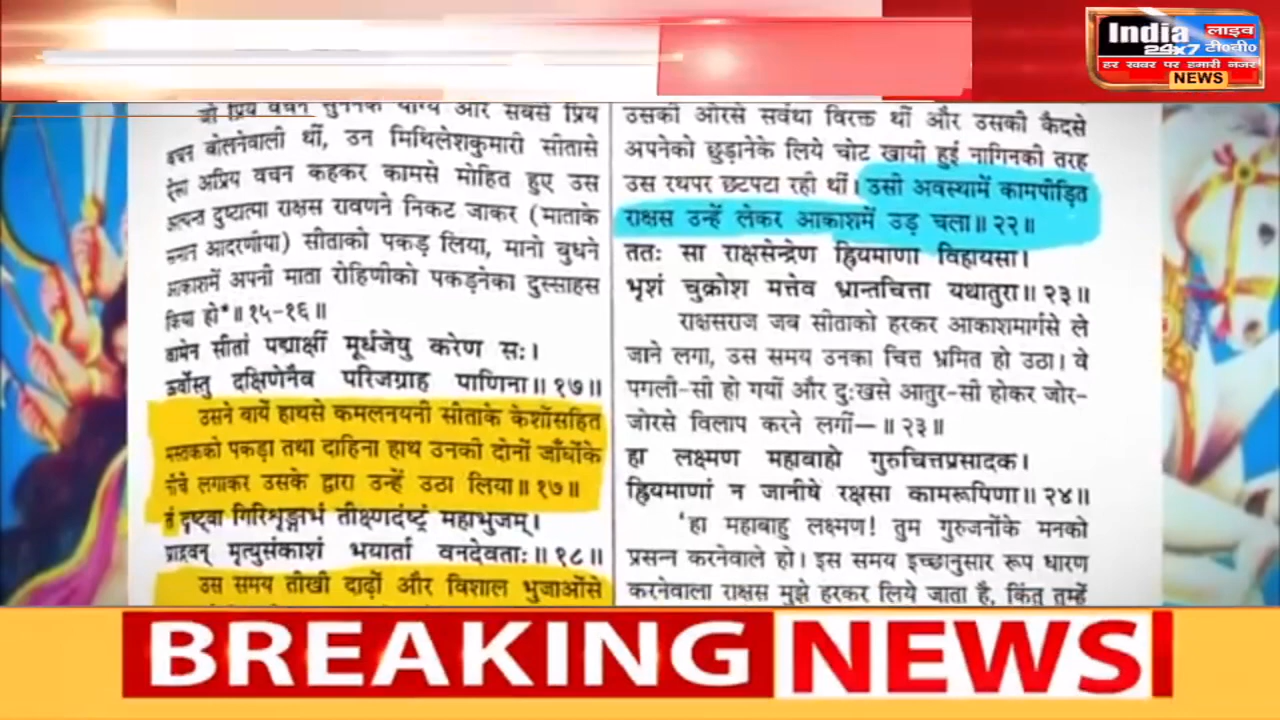 India
लाइव
24x7
टी०वी०
हर खबर पर हमारी नजर
NEWS
जो प्रिय वचन सुननेके योग्य और सबसे प्रिय
वचन बोलनेवाली थीं, उन मिथिलेशकुमारी सीतासे
ऐसा अप्रिय वचन कहकर कामसे मोहित हुए उस
अत्यन्त दुष्टात्मा राक्षस रावणने निकट जाकर (माताके
समान आदरणीया) सीताको पकड़ लिया, मानो बुधने
आकाशमें अपनी माता रोहिणीको पकड़नेका दुस्साहस
किया हो*॥ १५-१६॥
वामेन सीतां पद्माक्षीं मूर्धजेषु करेण सः।
ऊर्वोस्तु दक्षिणेनैव परिजग्राह पाणिना॥ १७॥
उसने बायें हाथसे कमलनयनी सीताके केशोंसहित
मस्तकको पकड़ा तथा दाहिना हाथ उनकी दोनों जाँघोंके
नीचे लगाकर उसके द्वारा उन्हें उठा लिया॥ १७॥
तं दृष्ट्वा गिरिशृङ्गाभं तीक्ष्णदंष्ट्रं महाभुजम्।
प्राद्रवन् मृत्युसंकाशं भयार्ता वनदेवताः॥ १८॥
उस समय तीखी दाढ़ों और विशाल भुजाओंसे
उसकी ओरसे सर्वथा विरक्त थीं और उसकी कैदसे
अपनेको छुड़ानेके लिये चोट खायी हुई नागिनकी तरह
उस रथपर छटपटा रही थीं। उसी अवस्थामें कामपीड़ित
राक्षस उन्हें लेकर आकाशमें उड़ चला॥ २२॥
ततः सा राक्षसेन्द्रेण ह्रियमाणा विहायसा।
भृशं चुक्रोश मत्तेव भ्रान्तचित्ता यथातुरा॥ २३॥
राक्षसराज जब सीताको हरकर आकाशमार्गसे ले
जाने लगा, उस समय उनका चित्त भ्रमित हो उठा। वे
पगली-सी हो गयीं और दुःखसे आतुर-सी होकर जोर-
जोरसे विलाप करने लगीं—॥ २३॥
हा लक्ष्मण महाबाहो गुरुचित्तप्रसादक।
ह्रियमाणां न जानीषे रक्षसा कामरूपिणा॥ २४॥
'हा महाबाहु लक्ष्मण! तुम गुरुजनोंके मनको
प्रसन्न करनेवाले हो। इस समय इच्छानुसार रूप धारण
करनेवाला राक्षस मुझे हरकर लिये जाता है, किंतु तुम्हें
BREAKING NEWS